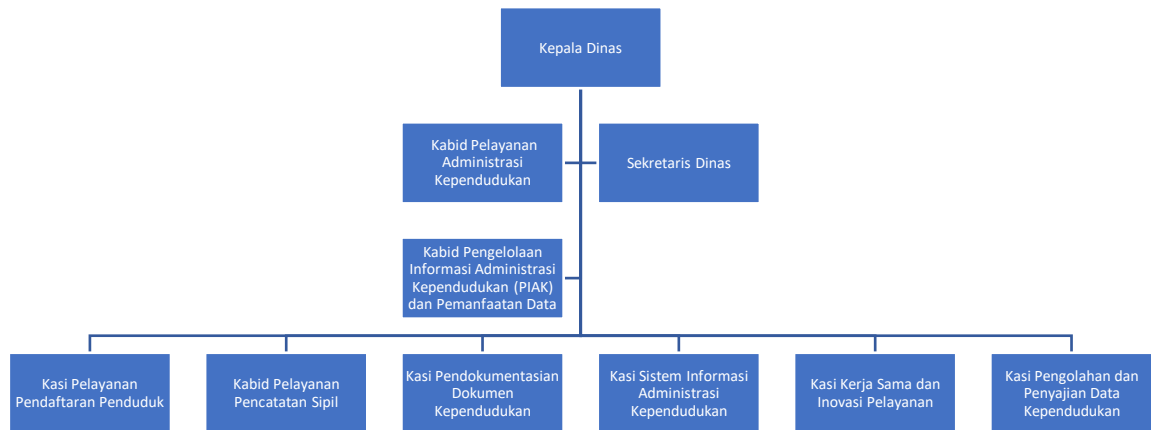 Kepala Dinas
Kabid Pelayanan
Administrasi
Kependudukan
Sekretaris Dinas
Kabid Pengelolaan
Informasi Administrasi
Kependudukan (PIAK)
dan Pemanfaatan Data
Kasi Pelayanan
Pendaftaran Penduduk
Kabid Pelayanan
Pencatatan Sipil
Kasi Pendokumentasian
Dokumen
Kependudukan
Kasi Sistem Informasi
Administrasi
Kependudukan
Kasi Kerja Sama dan
Inovasi Pelayanan
Kasi Pengolahan dan
Penyajian Data
Kependudukan